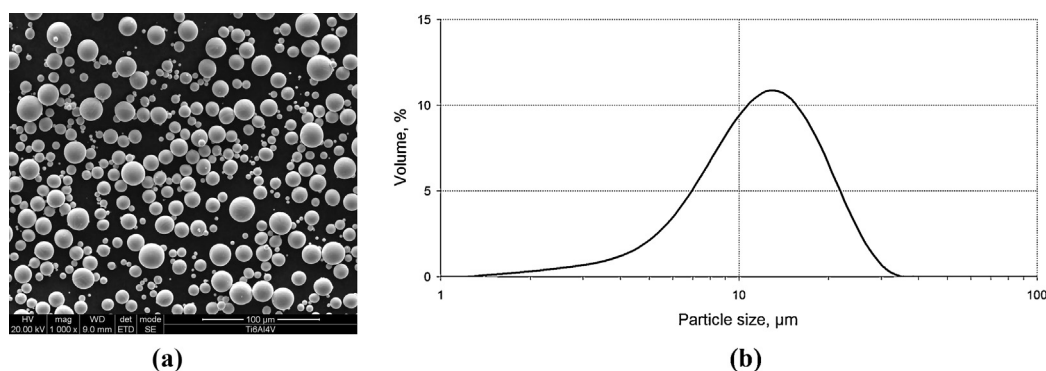 HV mag WD det mode 100 μm
20.00 kV 1 000 x 9.0 mm ETD SE Ti6Al4V
(a)
15
10
5
0
Volume, %
1 10 100
Particle size, μm
(b)